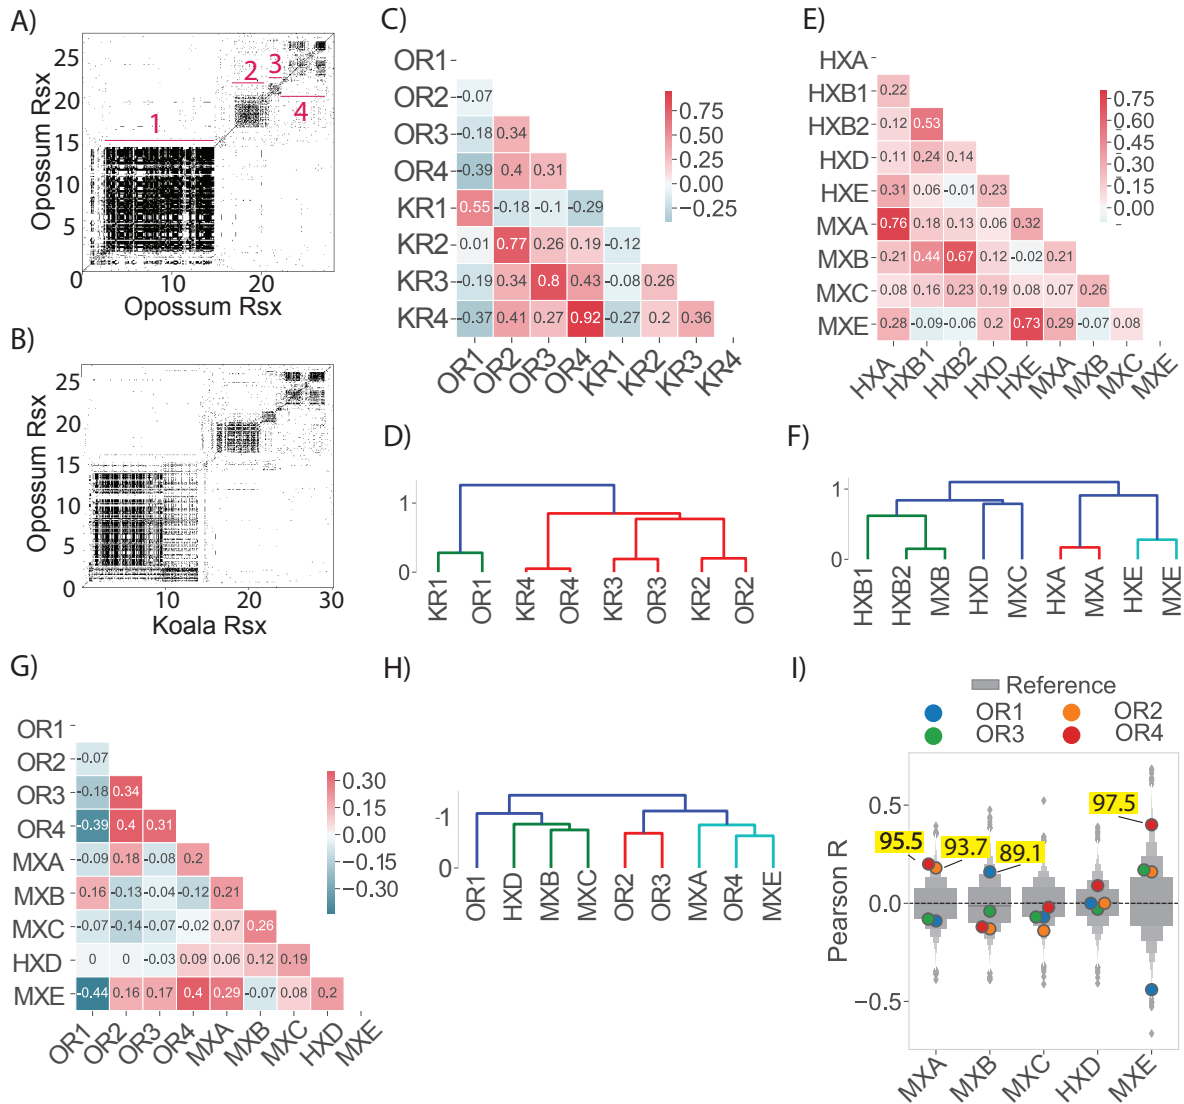 A)
25
20
15
10
5
0
Opossum Rsx
1
2
3
4
10
20
Opossum Rsx
B)
25
20
15
10
5
0
Opossum Rsx
10
20
30
Koala Rsx
C)
OR1
OR2 -0.07
OR3 -0.18 0.34
OR4 -0.39 0.4 0.31
KR1 0.55 -0.18 -0.1 -0.29
KR2 0.01 0.77 0.26 0.19 -0.12
KR3 -0.19 0.34 0.8 0.43 -0.08 0.26
KR4 -0.37 0.41 0.27 0.92 -0.27 0.2 0.36
OR1 OR2 OR3 OR4 KR1 KR2 KR3 KR4
0.75
0.50
0.25
0.00
−0.25
D)
1
0
KR1 OR1 KR4 OR4 KR3 OR3 KR2 OR2
E)
HXA
HXB1 0.22
HXB2 0.12 0.53
HXD 0.11 0.24 0.14
HXE 0.31 0.06 -0.01 0.23
MXA 0.76 0.18 0.13 0.06 0.32
MXB 0.21 0.44 0.67 0.12 -0.02 0.21
MXC 0.08 0.16 0.23 0.19 0.08 0.07 0.26
MXE 0.28 -0.09 -0.06 0.2 0.73 0.29 -0.07 0.08
HXA HXB1 HXB2 HXD HXE MXA MXB MXC MXE
0.75
0.60
0.45
0.30
0.15
0.00
F)
1
0
HXB1 HXB2 MXB HXD MXC HXA MXA HXE MXE
G)
OR1
OR2 -0.07
OR3 -0.18 0.34
OR4 -0.39 0.4 0.31
MXA -0.09 0.18 -0.08 0.2
MXB 0.16 -0.13 -0.04 -0.12 0.21
MXC -0.07 -0.14 -0.07 -0.02 0.07 0.26
HXD 0 0 -0.03 0.09 0.06 0.12 0.19
MXE -0.44 0.16 0.17 0.4 0.29 -0.07 0.08 0.2
OR1 OR2 OR3 OR4 MXA MXB MXC HXD MXE
0.30
0.15
0.00
−0.15
−0.30
H)
1
0
OR1 HXD MXB MXC OR2 OR3 MXA OR4 MXE
I)
Reference
OR1 OR2
OR3 OR4
Pearson R
0.5
0.0
−0.5
95.5
93.7
89.1
97.5
MXA MXB MXC HXD MXE